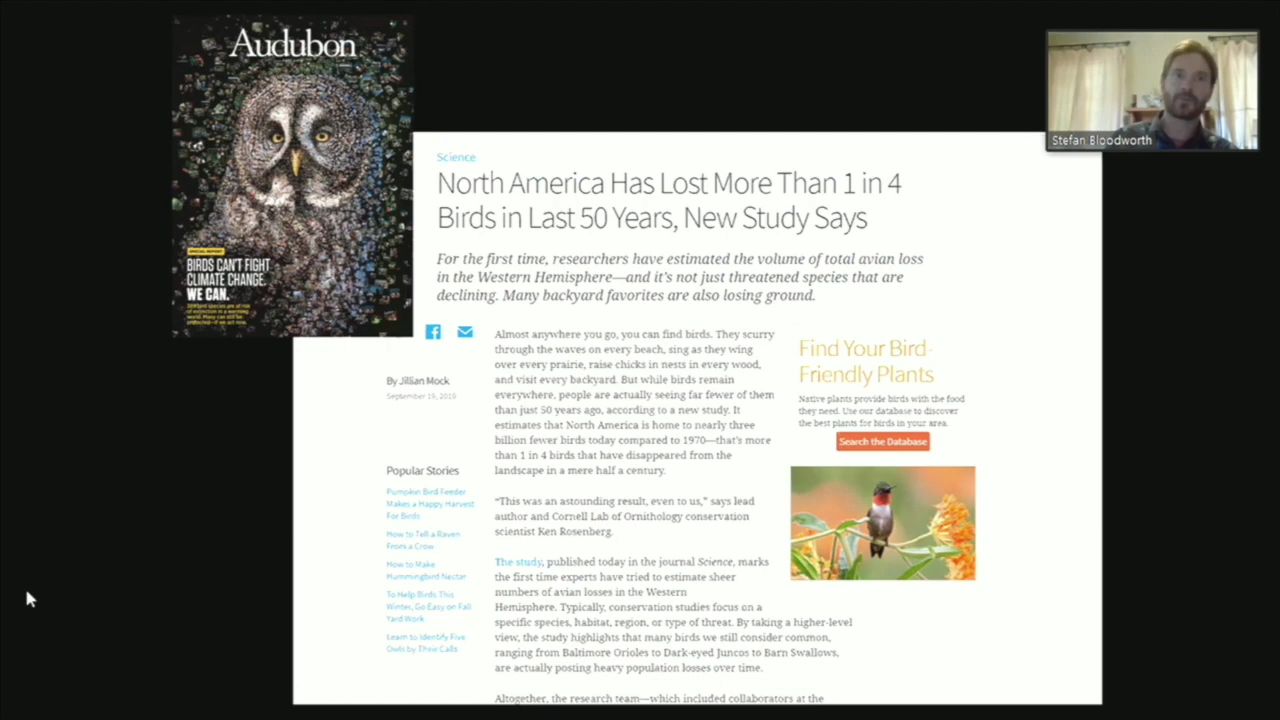 Audubon
SPECIAL REPORT
BIRDS CAN'T FIGHT
CLIMATE CHANGE.
WE CAN.
Stefan Bloodworth
Science
North America Has Lost More Than 1 in 4
Birds in Last 50 Years, New Study Says
For the first time, researchers have estimated the volume of total avian loss
in the Western Hemisphere—and it's not just threatened species that are
declining. Many backyard favorites are also losing ground.
By Jillian Mock
September 19, 2019
Popular Stories
Pumpkin Bird Feeder
Makes a Happy Harvest
For Birds
How to Tell a Raven
From a Crow
How to Make
Hummingbird Nectar
To Help Birds This
Winter, Go Easy on Fall
Yard Work
Learn to Identify Five
Owls by Their Calls
Almost anywhere you go, you can find birds. They scurry
through the waves on every beach, sing as they wing
over every prairie, raise chicks in nests in every wood,
and visit every backyard. But while birds remain
everywhere, people are actually seeing far fewer of them
than just 50 years ago, according to a new study. It
estimates that North America is home to nearly three
billion fewer birds today compared to 1970—that's more
than 1 in 4 birds that have disappeared from the
landscape in a mere half a century.
“This was an astounding result, even to us,” says lead
author and Cornell Lab of Ornithology conservation
scientist Ken Rosenberg.
The study, published today in the journal Science, marks
the first time experts have tried to estimate sheer
numbers of avian losses in the Western
Hemisphere. Typically, conservation studies focus on a
specific species, habitat, region, or type of threat. By taking a higher-level
view, the study highlights that many birds we still consider common,
ranging from Baltimore Orioles to Dark-eyed Juncos to Barn Swallows,
are actually posting heavy population losses over time.
Altogether, the research team—which included collaborators at the
Find Your Bird-
Friendly Plants
Native plants provide birds with the food
they need. Use our database to discover
the best plants for birds in your area.
Search the Database